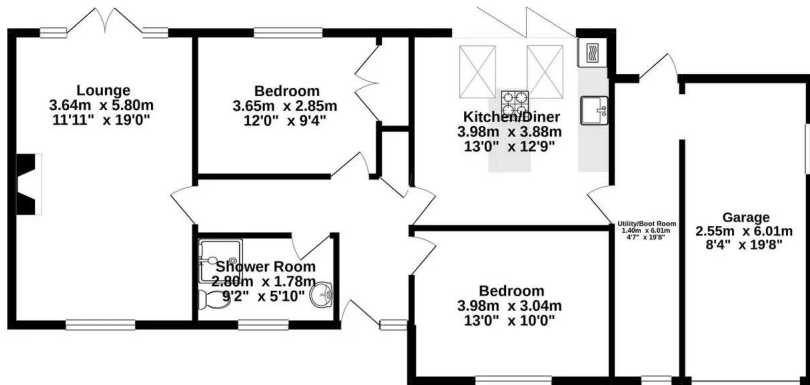 Lounge
3.64m x 5.80m
11'11" x 19'0"
Bedroom
3.65m x 2.85m
12'0" x 9'4"
Kitchen/Diner
3.98m x 3.88m
13'0" x 12'9"
Utility/Boot Room
1.40m x 6.01m
4'7" x 19'8"
Garage
2.55m x 6.01m
8'4" x 19'8"
Shower Room
2.80m x 1.78m
9'2" x 5'10"
Bedroom
3.98m x 3.04m
13'0" x 10'0"